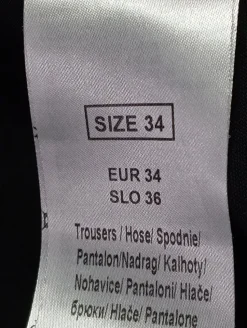 SIZE 34
EUR 34
SLO 36
Trousers/ Hose/ Spodnie/
Pantalon/Nadrag/ Kalhoty/
Nohavice/ Pantaloni/ Hlače/
брюки/ Hlače/ Pantalone